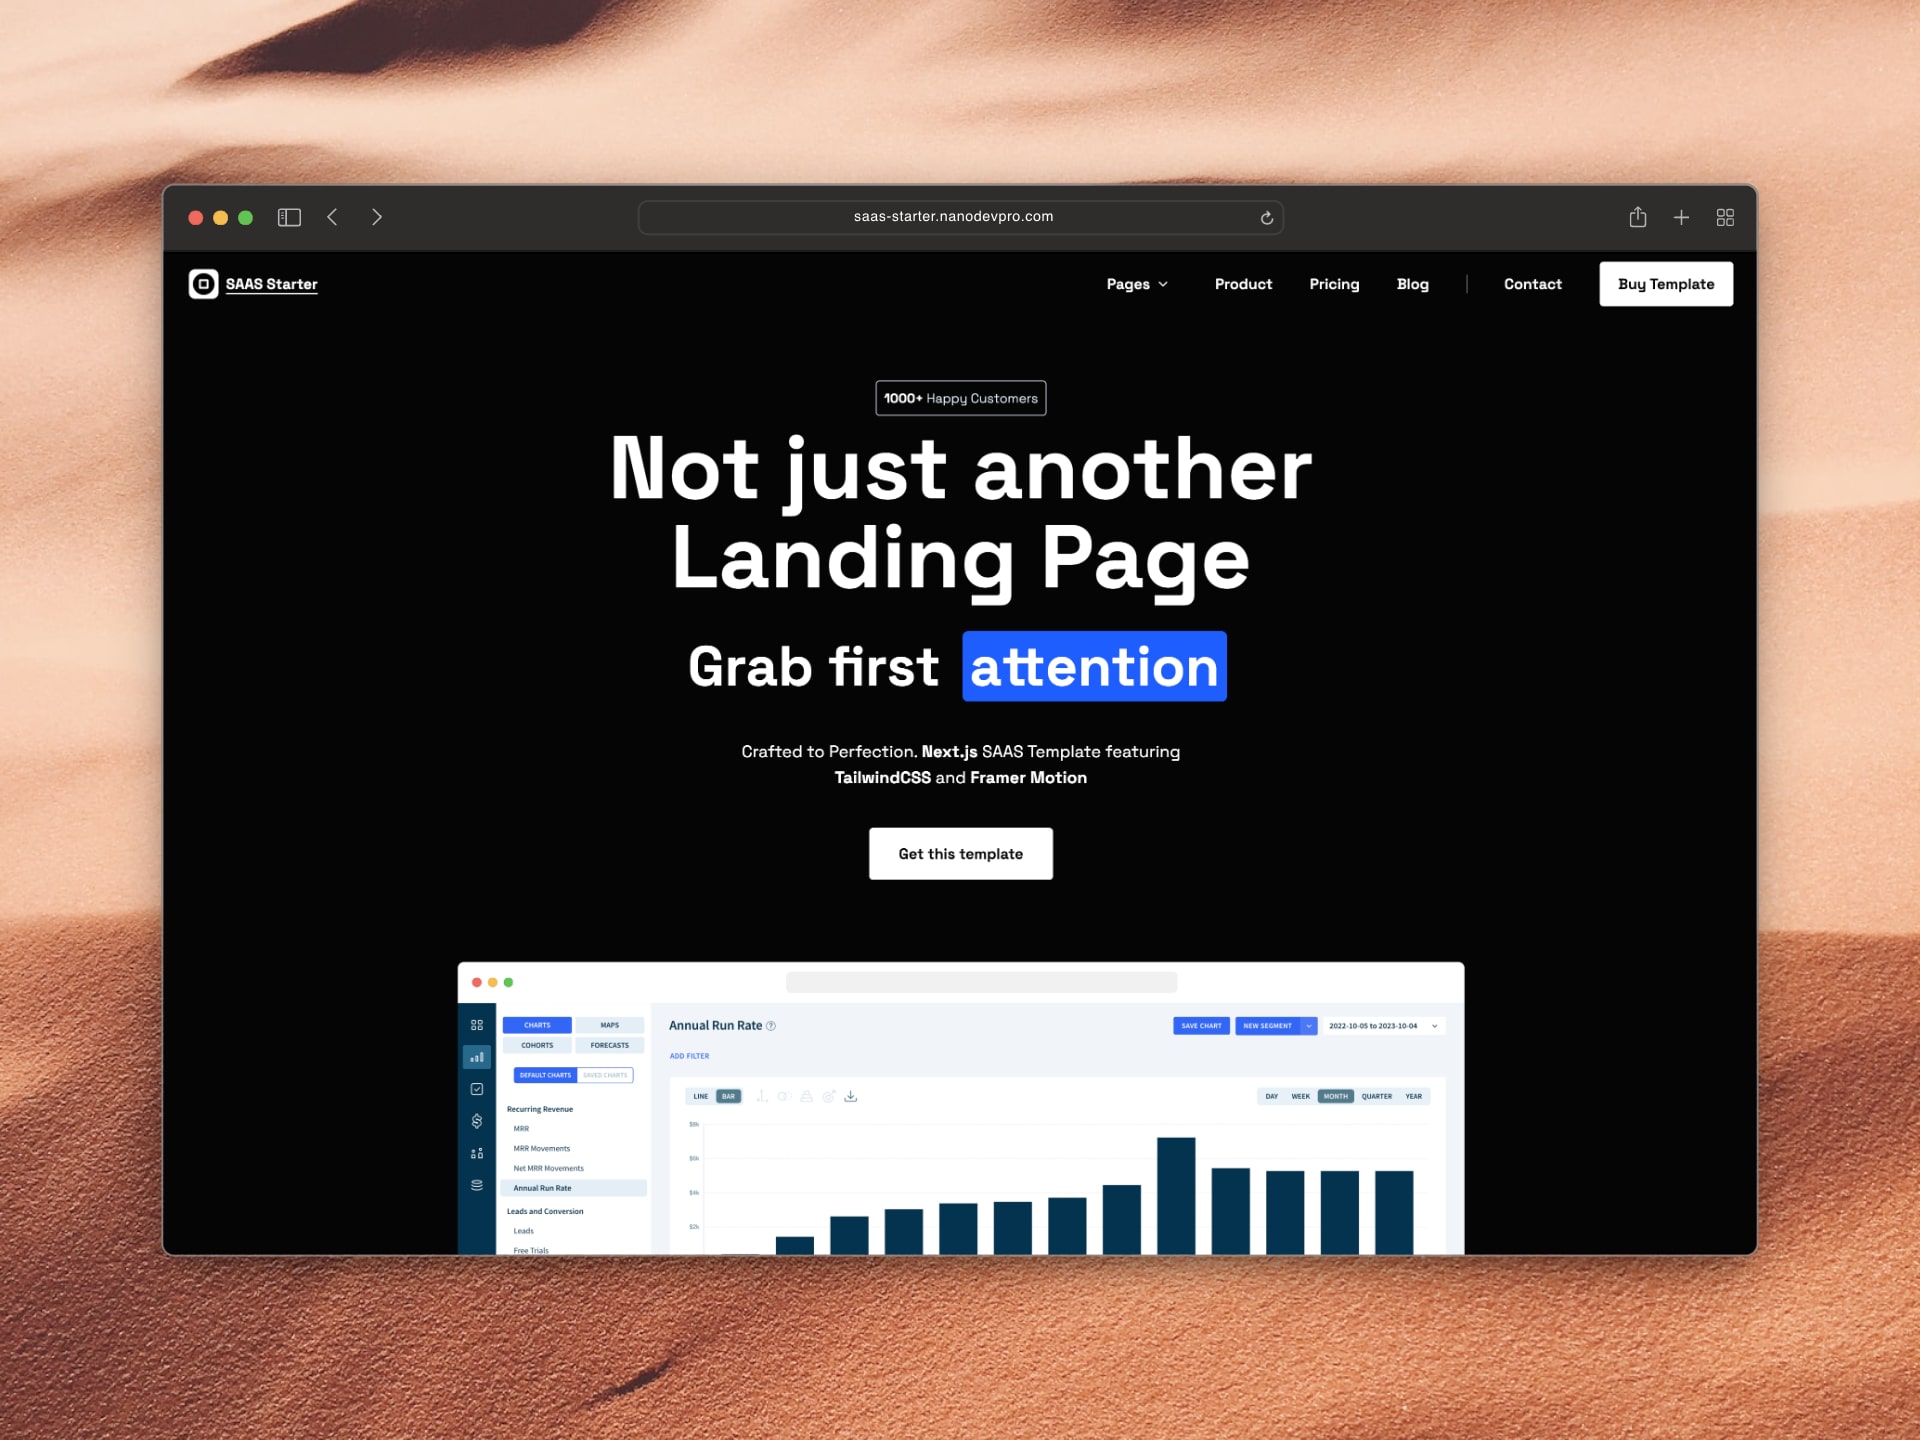 saas-starter.nanodevpro.com
SAAS Starter
Pages
Product
Pricing
Blog
Contact
Buy Template
1000+ Happy Customers
Not just another
Landing Page
Grab first attention
Crafted to Perfection. Next.js SAAS Template featuring
TailwindCSS and Framer Motion
Get this template
CHARTS
MAPS
COHORTS
FORECASTS
DEFAULT CHARTS
SAVED CHARTS
Recurring Revenue
MRR
MRR Movements
Net MRR Movements
Annual Run Rate
Leads and Conversion
Leads
Free Trials
Annual Run Rate
SAVE CHART
NEW SEGMENT
2022-10-05 to 2023-10-04
ADD FILTER
LINE
BAR
DAY
WEEK
MONTH
QUARTER
YEAR
$8k
$6k
$4k
$2k